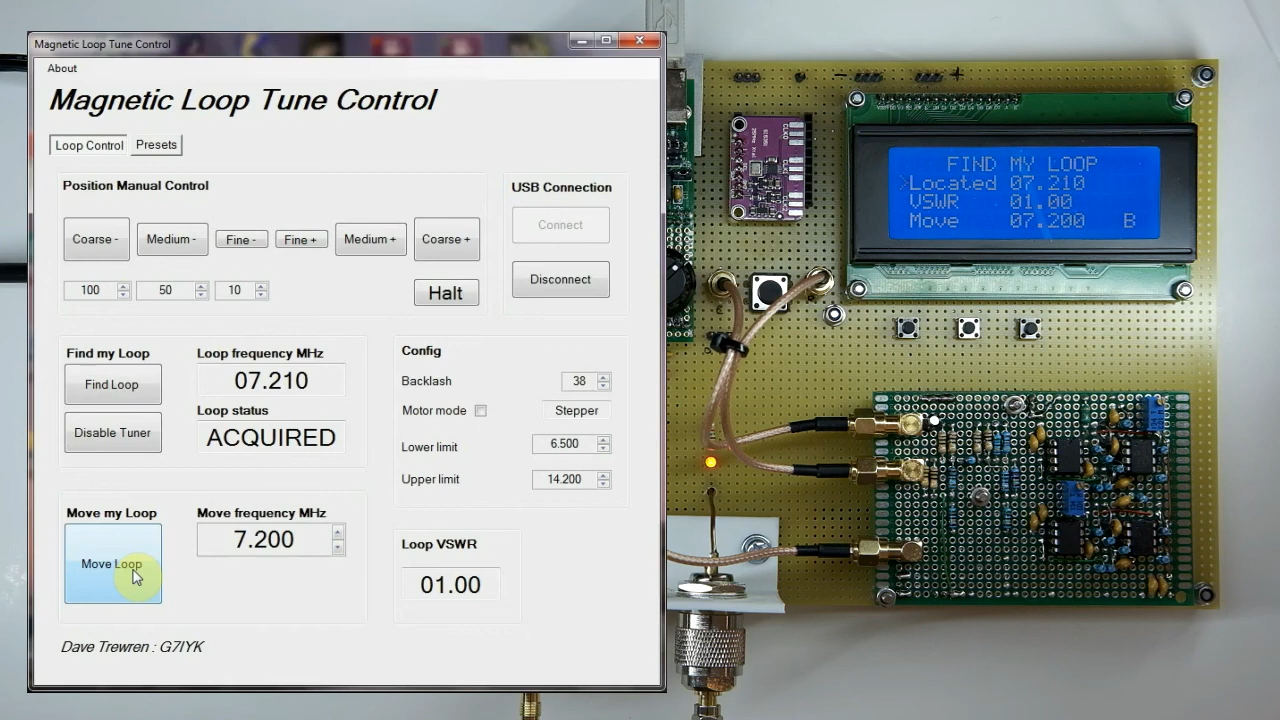 Magnetic Loop Tune Control
About
Magnetic Loop Tune Control
Loop Control Presets
Position Manual Control
Coarse - Medium - Fine - Fine + Medium + Coarse +
100 50 10
Halt
USB Connection
Connect
Disconnect
Find my Loop
Find Loop
Disable Tuner
Loop frequency MHz
07.210
Loop status
ACQUIRED
Config
Backlash 38
Motor mode Stepper
Lower limit 6.500
Upper limit 14.200
Move my Loop
Move Loop
Move frequency MHz
7.200
Loop VSWR
01.00
Dave Trewren : G7IYK
FIND MY LOOP
>Located 07.210
VSWR 01.00
Move 07.200 B
- +